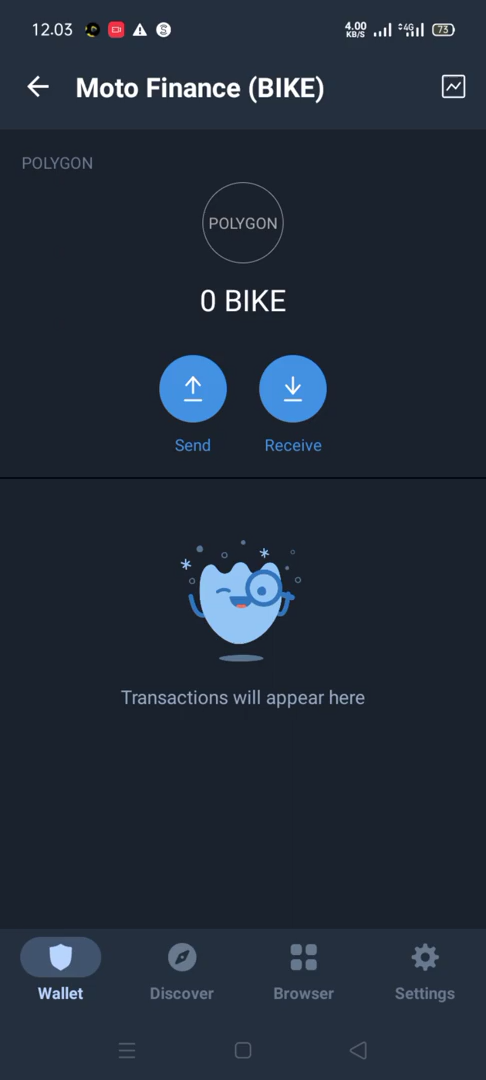 12.03
4.00
KB/S
4G
73
Moto Finance (BIKE)
POLYGON
POLYGON
0 BIKE
Send
Receive
Transactions will appear here
Wallet
Discover
Browser
Settings